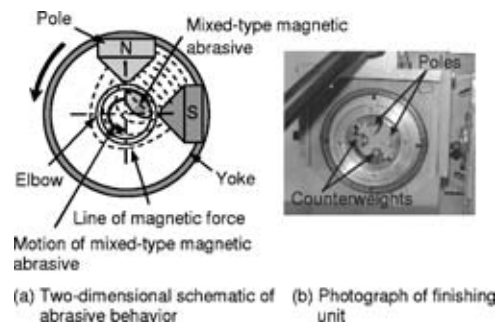 Pole
Mixed-type magnetic
abrasive
N
S
Elbow
Yoke
Line of magnetic force
Motion of mixed-type magnetic
abrasive
Poles
Counterweights
(a) Two-dimensional schematic of
abrasive behavior
(b) Photograph of finishing
unit